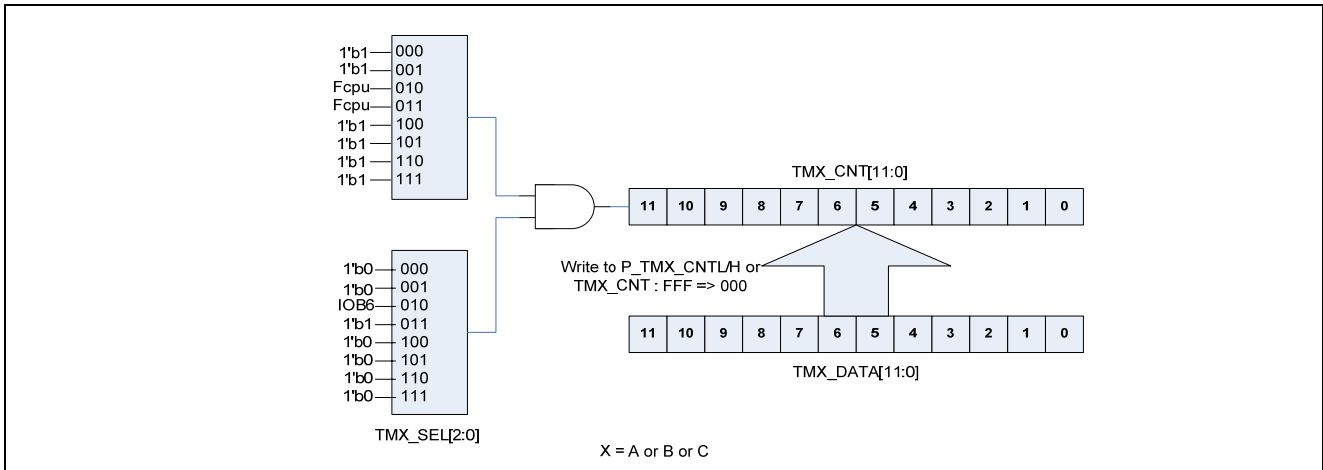 1'b1 000
1'b1 001
Fcpu 010
Fcpu 011
1'b1 100
1'b1 101
1'b1 110
1'b1 111
TMX_CNT[11:0]
11 10 9 8 7 6 5 4 3 2 1 0
1'b0 000
1'b0 001
IOB6 010
1'b1 011
1'b0 100
1'b0 101
1'b0 110
1'b0 111
TMX_SEL[2:0]
Write to P_TMX_CNTL/H or
TMX_CNT : FFF => 000
11 10 9 8 7 6 5 4 3 2 1 0
TMX_DATA[11:0]
X = A or B or C